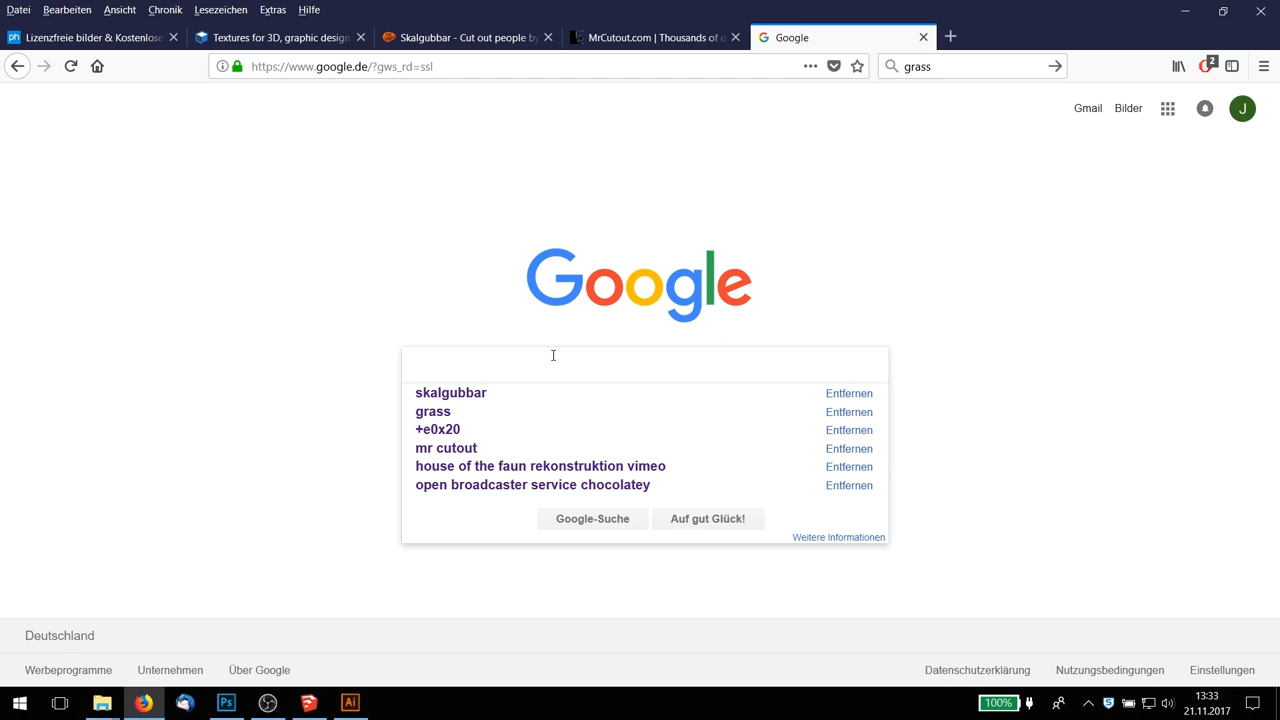 Datei Bearbeiten Ansicht Chronik Lesezeichen Extras Hilfe
Lizenzfreie bilder & Kostenlose Textures for 3D, graphic design Skalgubbar - Cut out people by MrCutout.com | Thousands of d Google
https://www.google.de/?gws_rd=ssl grass 2
Gmail Bilder J
Google
skalgubbar Entfernen
grass Entfernen
+e0x20 Entfernen
mr cutout Entfernen
house of the faun rekonstruktion vimeo Entfernen
open broadcaster service chocolatey Entfernen
Google-Suche Auf gut Glück!
Weitere Informationen
Deutschland
Werbeprogramme Unternehmen Über Google Datenschutzerklärung Nutzungsbedingungen Einstellungen
Ps Ai 100% 13:33
21.11.2017